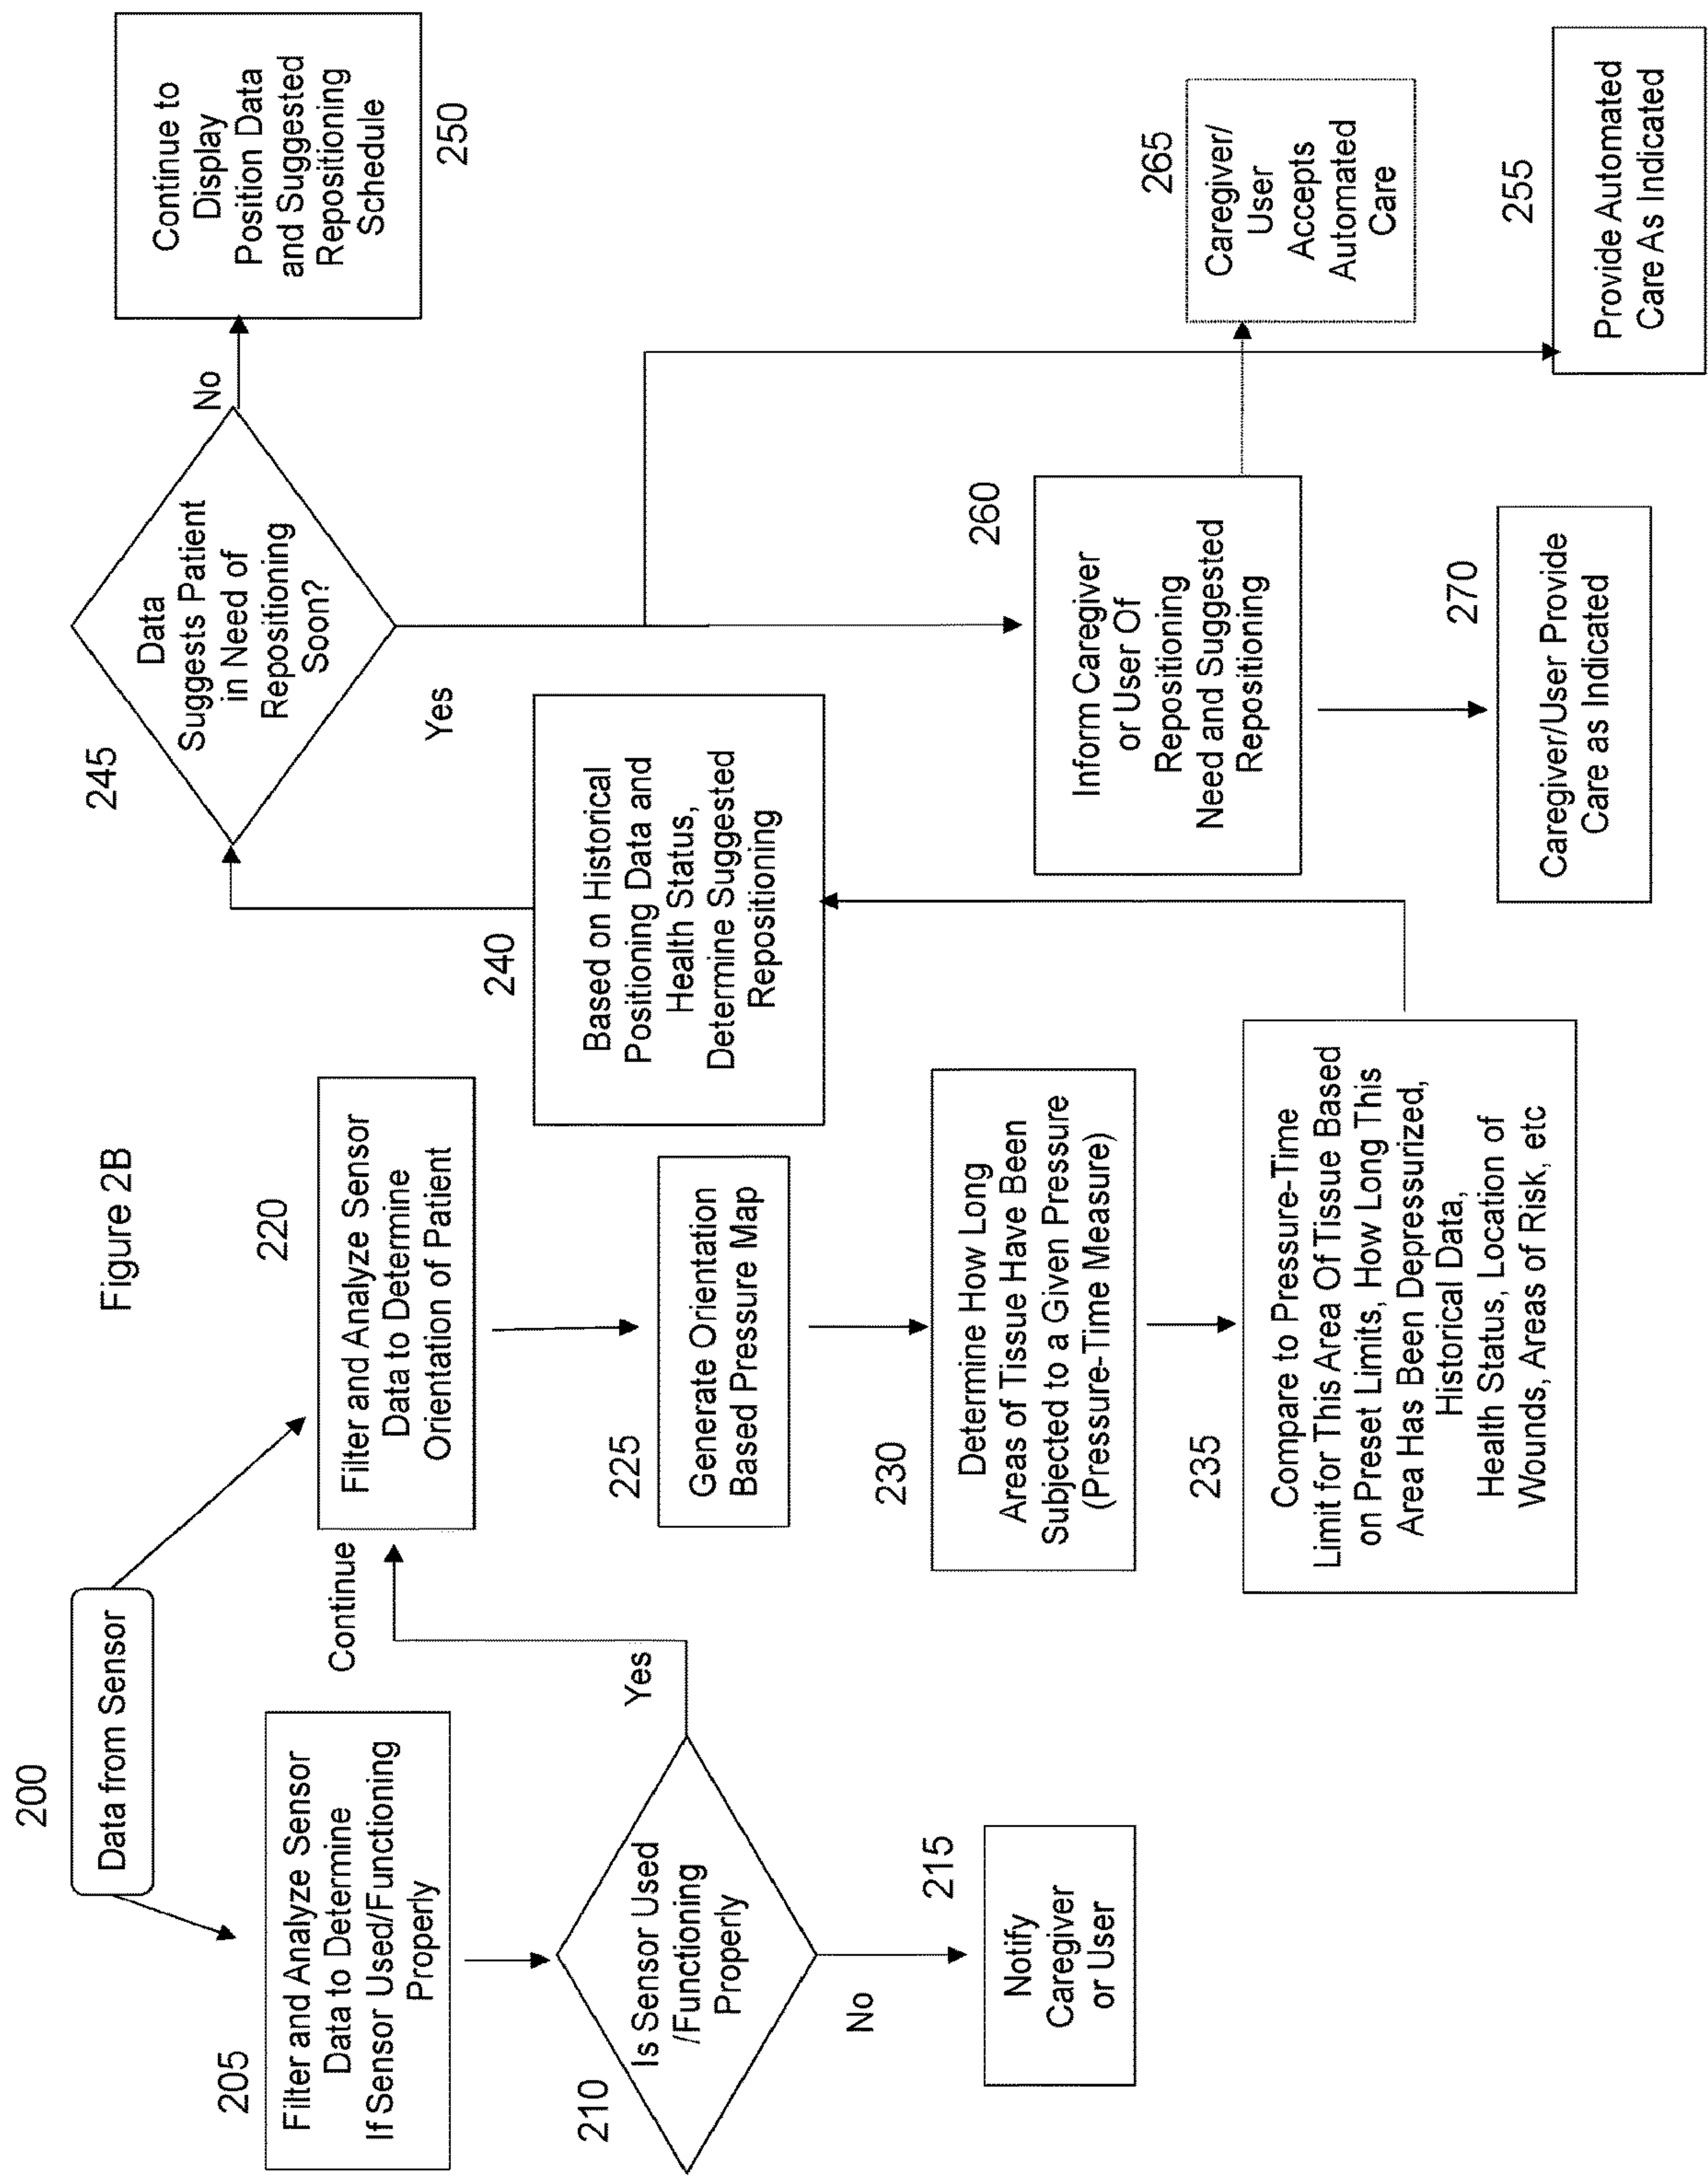 Figure 2B
200
Data from Sensor
205
Filter and Analyze Sensor
Data to Determine
If Sensor Used/Functioning
Properly
210
Is Sensor Used
/Functioning
Properly
No
215
Notify
Caregiver
or User
Yes
Continue
220
Filter and Analyze Sensor
Data to Determine
Orientation of Patient
225
Generate Orientation
Based Pressure Map
230
Determine How Long
Areas of Tissue Have Been
Subjected to a Given Pressure
(Pressure-Time Measure)
235
Compare to Pressure-Time
Limit for This Area Of Tissue Based
on Preset Limits, How Long This
Area Has Been Depressurized,
Historical Data,
Health Status, Location of
Wounds, Areas of Risk, etc
240
Based on Historical
Positioning Data and
Health Status,
Determine Suggested
Repositioning
245
Data
Suggests Patient
in Need of
Repositioning
Soon?
No
Continue to
Display
Position Data
and Suggested
Repositioning
Schedule
250
Yes
260
Inform Caregiver
or User Of
Repositioning
Need and Suggested
Repositioning
265
Caregiver/
User
Accepts
Automated
Care
270
Caregiver/User Provide
Care as Indicated
255
Provide Automated
Care As Indicated